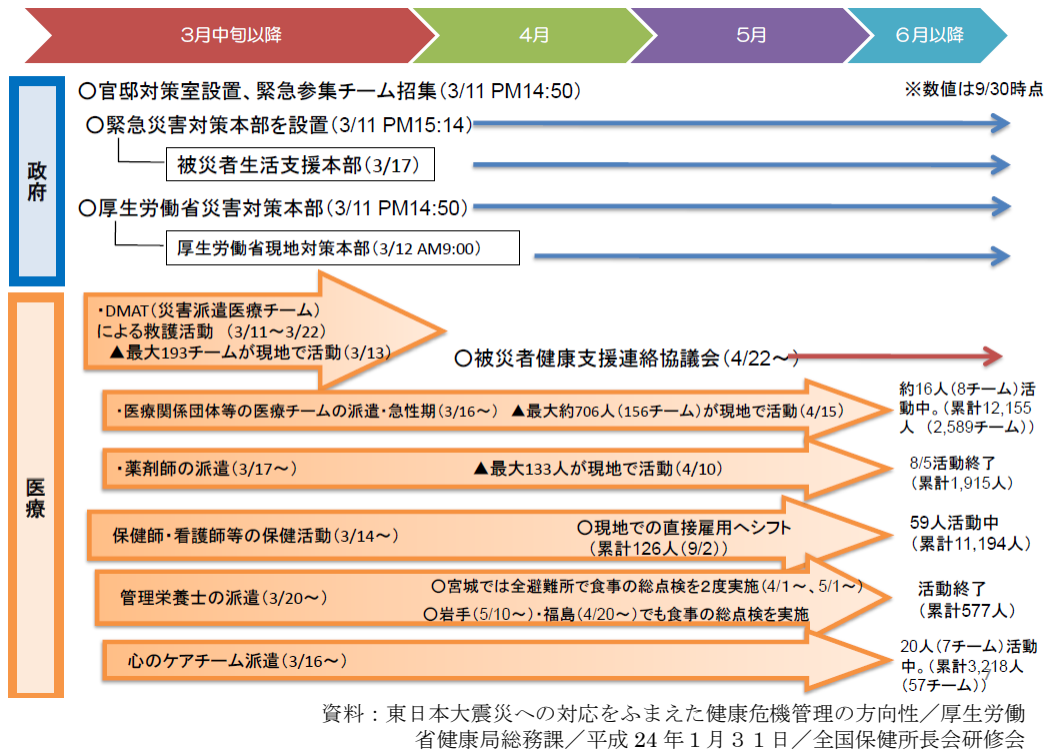 3月中旬以降
4月
5月
6月以降
※数値は9/30時点
政府
〇官邸対策室設置、緊急参集チーム招集(3/11 PM14:50)
〇緊急災害対策本部を設置(3/11 PM15:14)
被災者生活支援本部(3/17)
〇厚生労働省災害対策本部(3/11 PM14:50)
厚生労働省現地対策本部(3/12 AM9:00)
医療
・DMAT(災害派遣医療チーム)
による救護活動 (3/11～3/22)
▲最大193チームが現地で活動(3/13)
〇被災者健康支援連絡協議会(4/22～)
・医療関係団体等の医療チームの派遣・急性期(3/16～) ▲最大約706人(156チーム)が現地で活動(4/15)
約16人(8チーム)活
動中。(累計12,155
人 (2,589チーム))
・薬剤師の派遣(3/17～) ▲最大133人が現地で活動(4/10)
8/5活動終了
(累計1,915人)
保健師・看護師等の保健活動(3/14～)
〇現地での直接雇用へシフト
(累計126人(9/2))
59人活動中
(累計11,194人)
管理栄養士の派遣(3/20～)
〇宮城では全避難所で食事の総点検を2度実施(4/1～、5/1～)
〇岩手(5/10～)・福島(4/20～)でも食事の総点検を実施
活動終了
(累計577人)
心のケアチーム派遣(3/16～)
20人(7チーム)活動
中。(累計3,218人
(57チーム))
7
資料：東日本大震災への対応をふまえた健康危機管理の方向性／厚生労働
省健康局総務課／平成24年1月３１日／全国保健所長会研修会